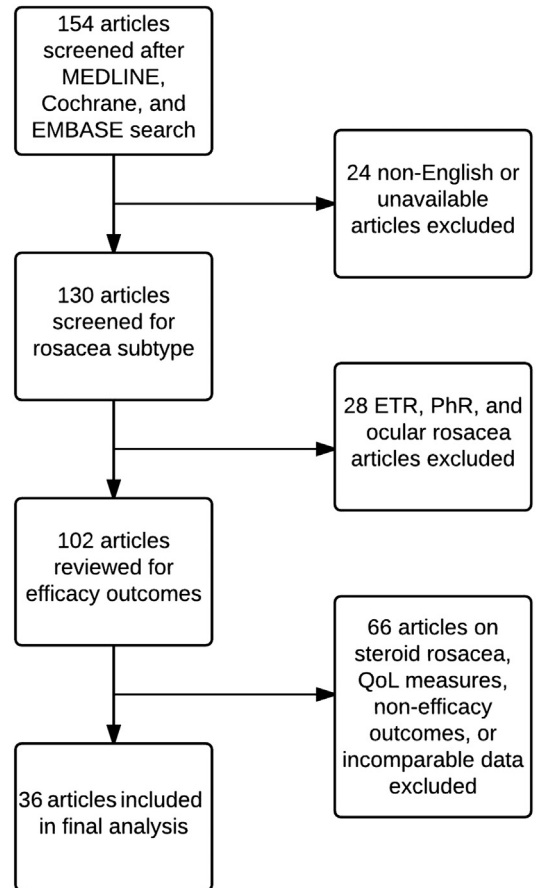 154 articles
screened after
MEDLINE,
Cochrane, and
EMBASE search
24 non-English or
unavailable
articles excluded
130 articles
screened for
rosacea subtype
28 ETR, PhR, and
ocular rosacea
articles excluded
102 articles
reviewed for
efficacy outcomes
66 articles on
steroid rosacea,
QoL measures,
non-efficacy
outcomes, or
incomparable data
excluded
36 articles included
in final analysis